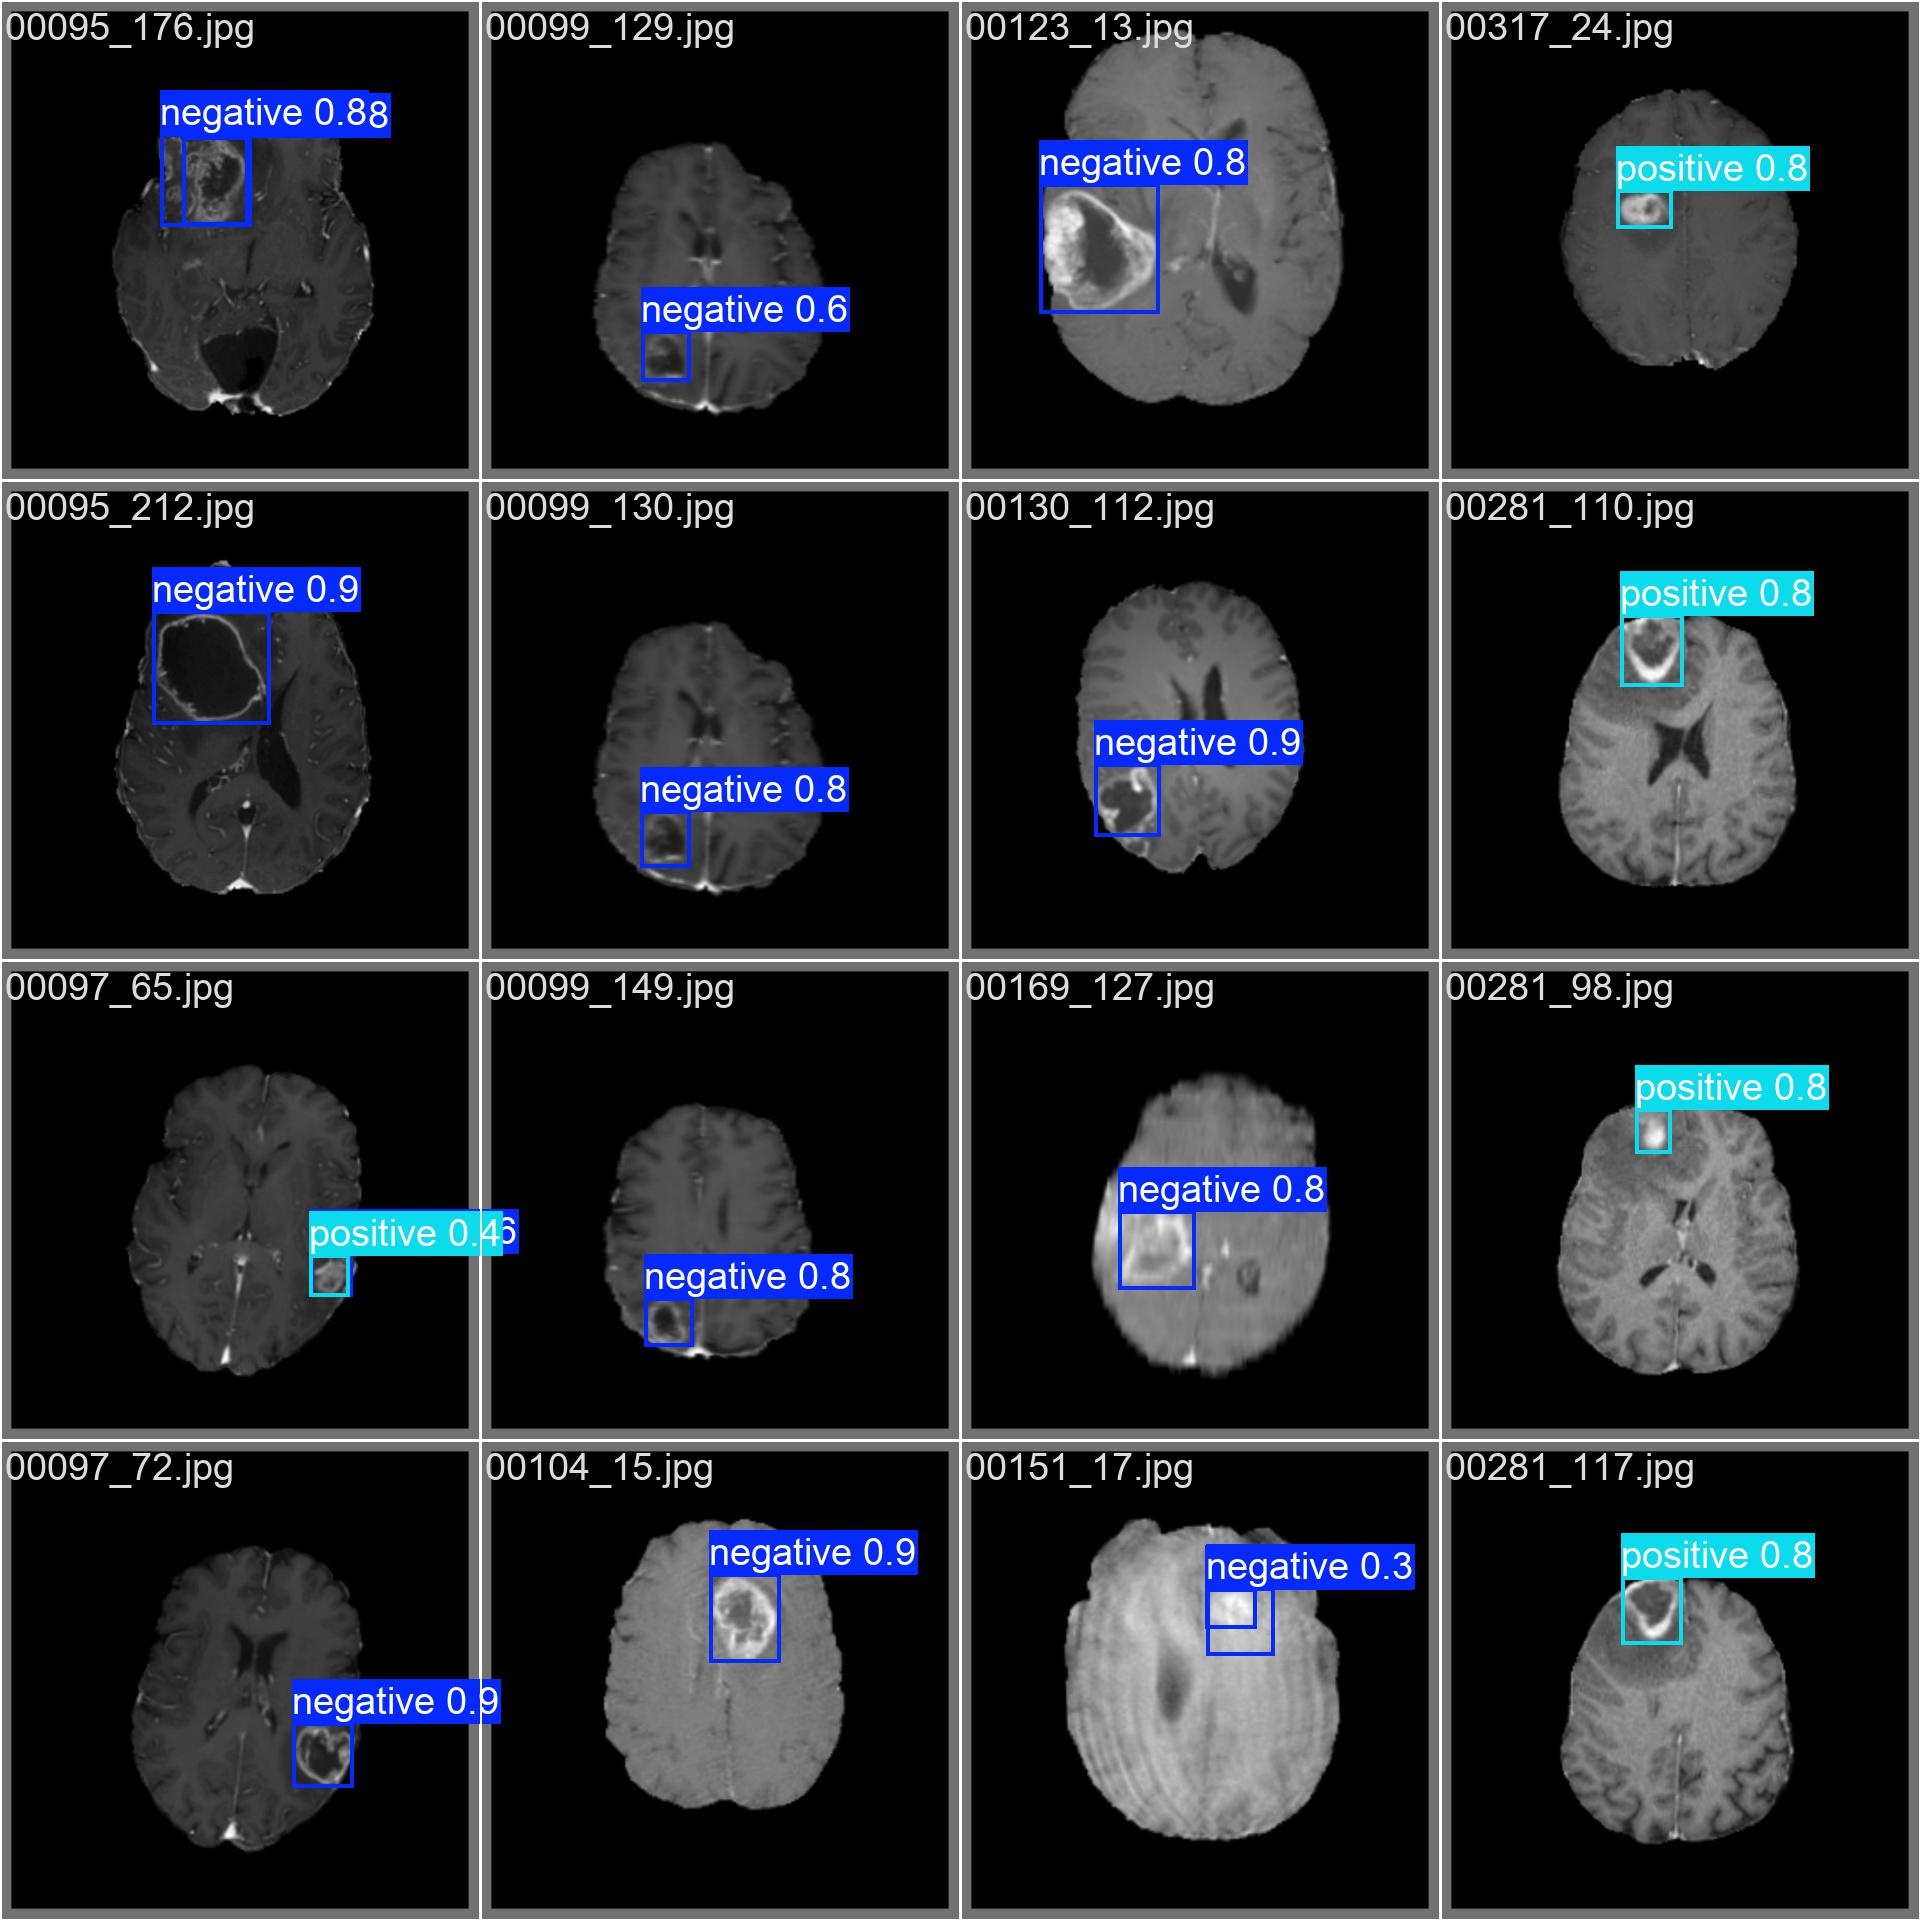 00095_176.jpg
negative 0.88
00099_129.jpg
negative 0.6
00123_13.jpg
negative 0.8
00317_24.jpg
positive 0.8
00095_212.jpg
negative 0.9
00099_130.jpg
negative 0.8
00130_112.jpg
negative 0.9
00281_110.jpg
positive 0.8
00097_65.jpg
positive 0.46
00099_149.jpg
negative 0.8
00169_127.jpg
negative 0.8
00281_98.jpg
positive 0.8
00097_72.jpg
negative 0.9
00104_15.jpg
negative 0.9
00151_17.jpg
negative 0.3
00281_117.jpg
positive 0.8